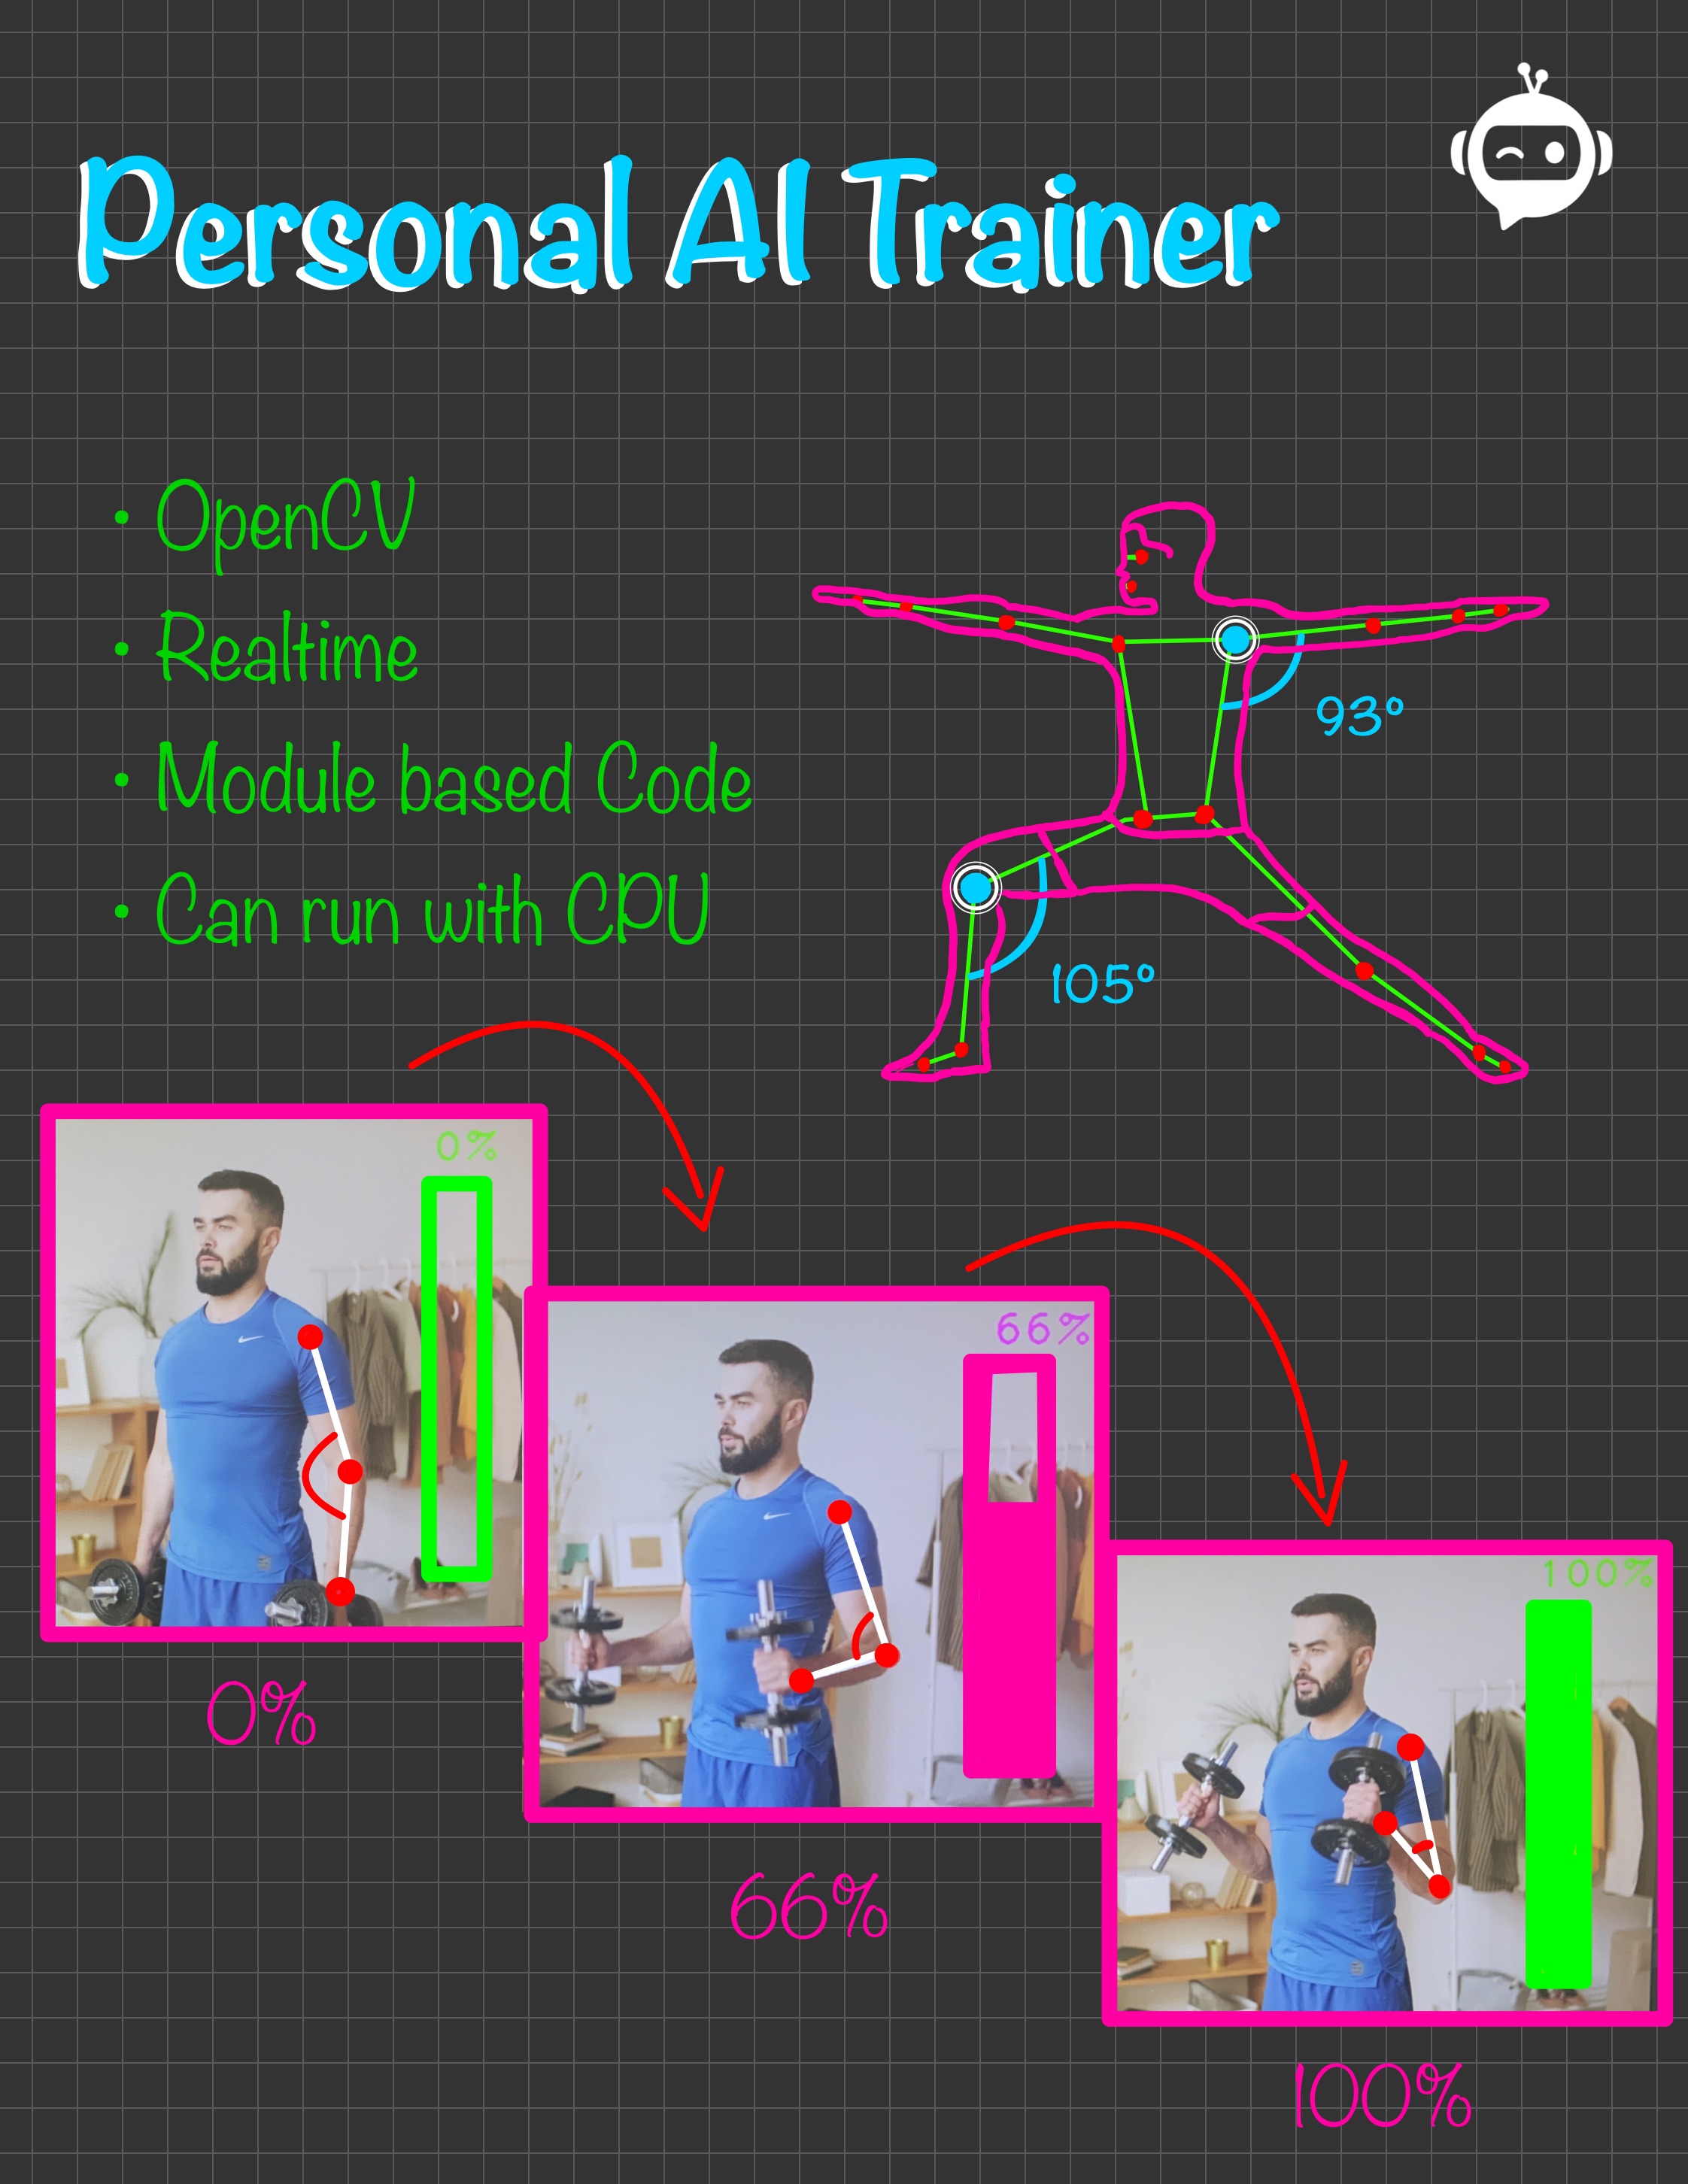 Personal AI Trainer
• OpenCV
• Realtime
• Module based Code
• Can run with CPU
93°
105°
0%
66%
100%
0%
66%
100%